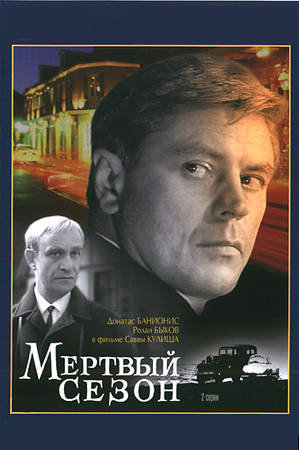 Донатас БАНИОНИС
Ролан БЫКОВ
в фильме Саввы КУЛИША
МЕРТВЫЙ
СЕЗОН
2 серии